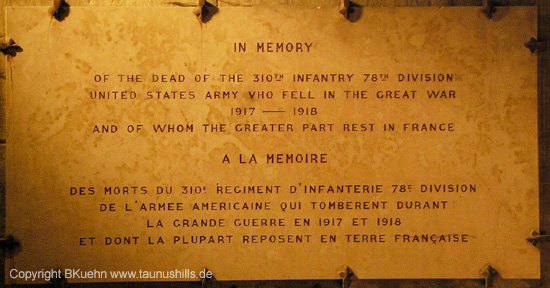 IN MEMORY
OF THE DEAD OF THE 310TH INFANTRY 78TH DIVISION
UNITED STATES ARMY VHO FELL IN THE GREAT WAR
1917 — 1918
AND OF WHOM THE GREATER PART REST IN FRANCE
A LA MEMOIRE
DES MORTS DU 310E REGIMENT D'INFANTERIE 78E DIVISION
DE L'ARMEE AMERICAINE QUI TOMBERENT DURANT
LA GRANDE GUERRE EN 1917 ET 1918
ET DONT LA PLUPART REPOSENT EN TERRE FRANÇAISE
Copyright BKuehn www.taunushills.de